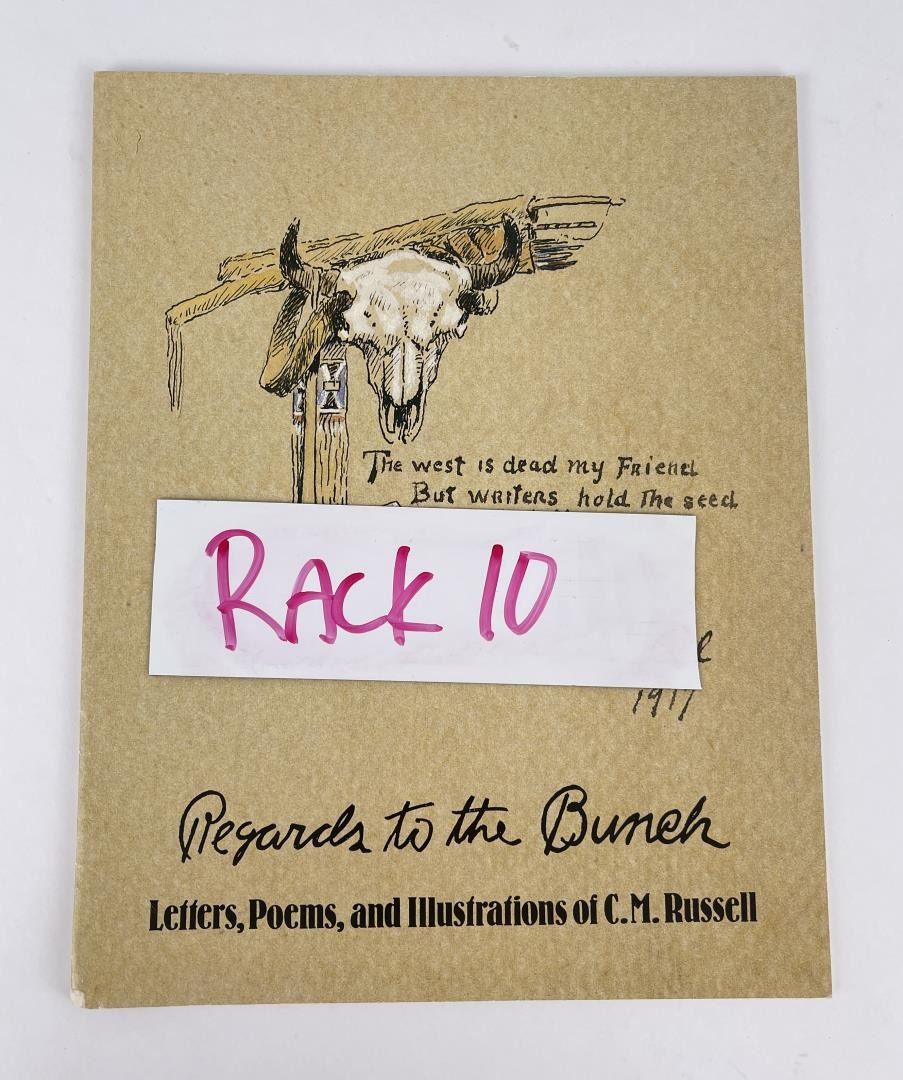 The west is dead my Friend
But writers hold the seed
RACK 10
1917
Regards to the Bunch
Letters, Poems, and Illustrations of C.M. Russell